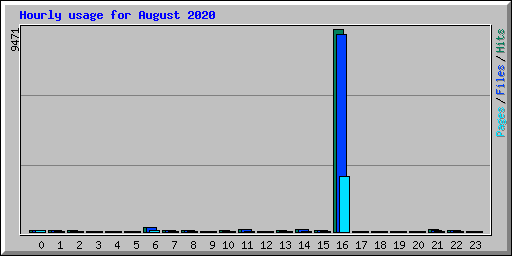 Hourly usage for August 2020
9471
Pages/Files/Hits
0 1 2 3 4 5 6 7 8 9 10 11 12 13 14 15 16 17 18 19 20 21 22 23